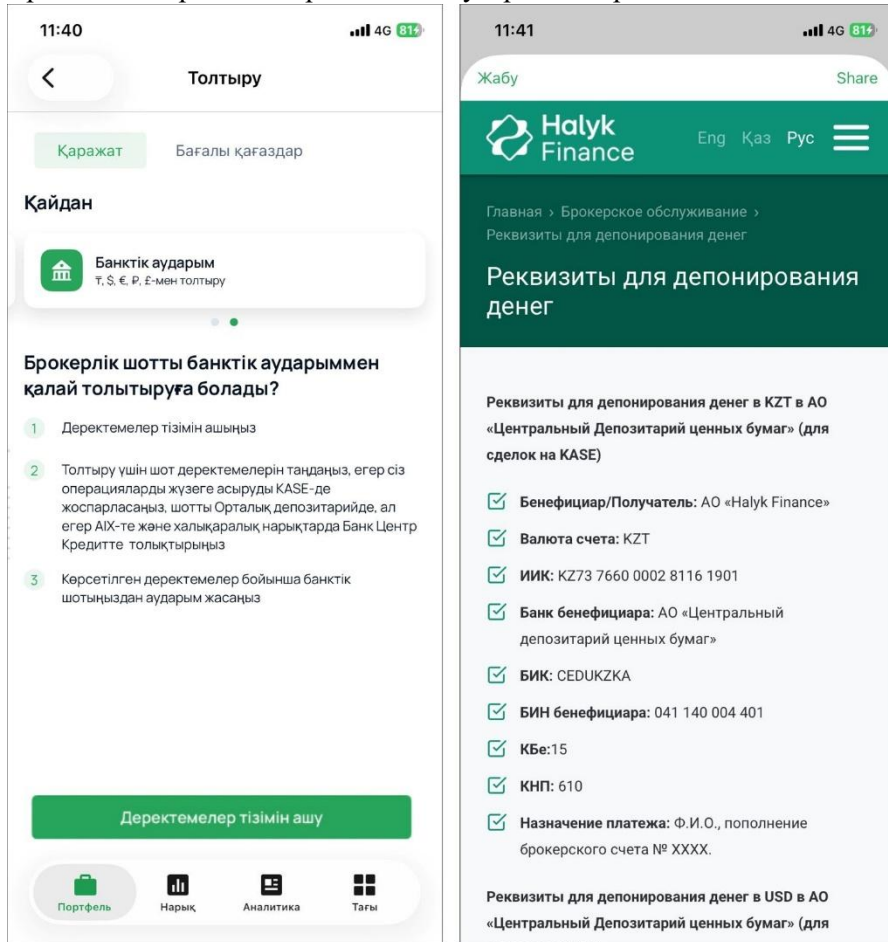 11:40
4G 81
Толтыру
Қаражат Бағалы қағаздар
Қайдан
Банктік аударым
₸, $, €, ₽, £-мен толтыру
Брокерлік шотты банктік аударыммен
қалай толытыруға болады?
1 Деректемелер тізімін ашыңыз
2 Толтыру үшін шот деректемелерін таңдаңыз, егер сіз
операцияларды жүзеге асыруды KASE-де
жоспарласаңыз, шотты Орталық депозитарийде, ал
егер AIX-те және халықаралық нарықтарда Банк Центр
Кредитте толықтырыңыз
3 Көрсетілген деректемелер бойынша банктік
шотыңыздан аударым жасаңыз
Деректемелер тізімін ашу
Портфель Нарық Аналитика Тағы
11:41
4G 81
Жабу Share
Halyk
Finance
Eng Қаз Рус
Главная › Брокерское обслуживание ›
Реквизиты для депонирования денег
Реквизиты для депонирования
денег
Реквизиты для депонирования денег в KZT в АО
«Центральный Депозитарий ценных бумаг» (для
сделок на KASE)
Бенефициар/Получатель: АО «Halyk Finance»
Валюта счета: KZT
ИИК: KZ73 7660 0002 8116 1901
Банк бенефициара: АО «Центральный
депозитарий ценных бумаг»
БИК: CEDUKZKA
БИН бенефициара: 041 140 004 401
КБе:15
КНП: 610
Назначение платежа: Ф.И.О., пополнение
брокерского счета № XXXX.
Реквизиты для депонирования денег в USD в АО
«Центральный Депозитарий ценных бумаг» (для